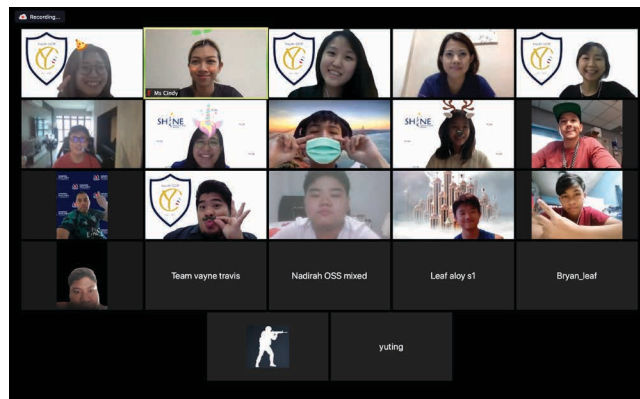 Recording...
Ms Cindy
SHINE
SHINE
Team vayne travis
Nadirah OSS mixed
Leaf aloy s1
Bryan_leaf
yuting